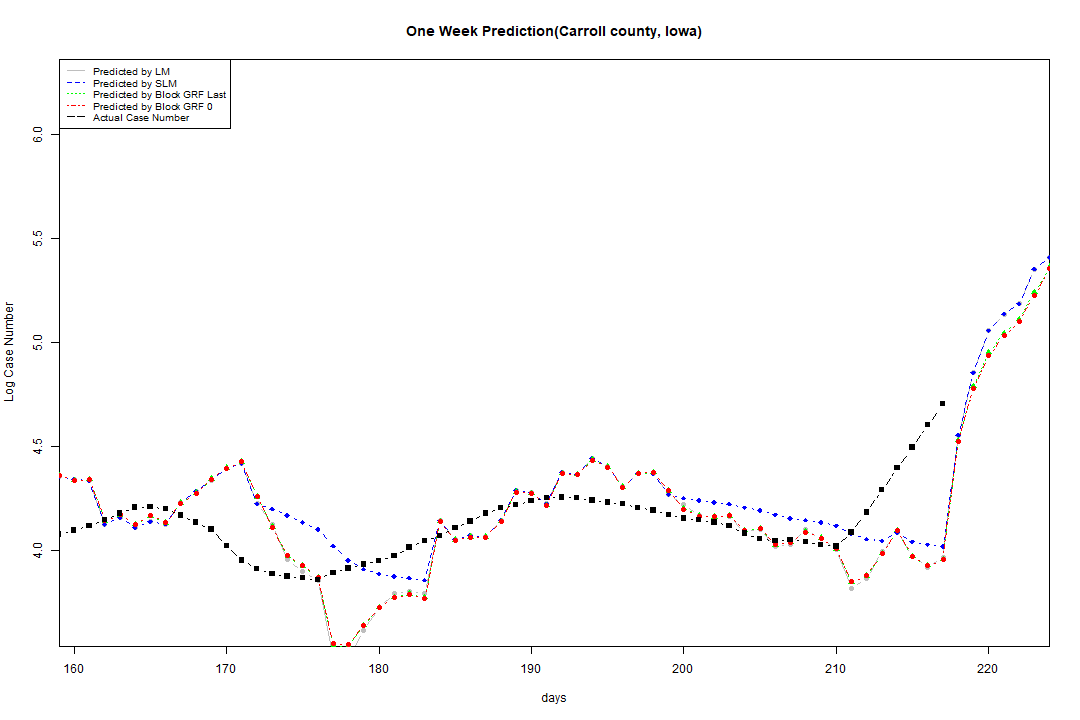 One Week Prediction(Carroll county, Iowa)
Predicted by LM
Predicted by SLM
Predicted by Block GRF Last
Predicted by Block GRF 0
Actual Case Number
6.0
5.5
5.0
4.5
4.0
Log Case Number
160 170 180 190 200 210 220
days